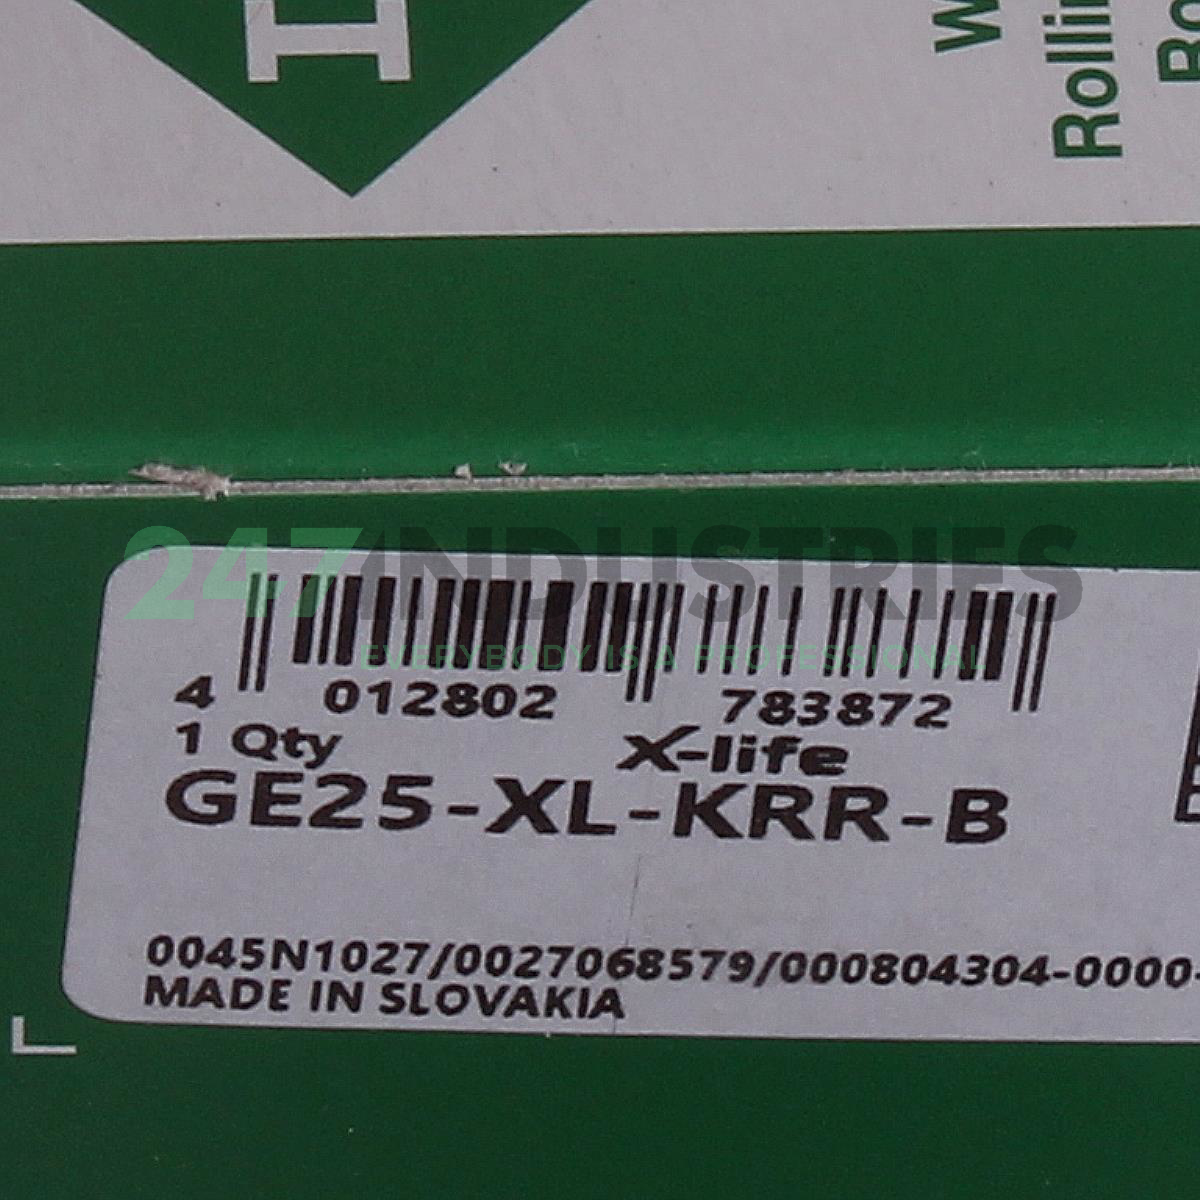 Rollin
247INDUSTRIES
EVERYBODY IS A PROFESSIONAL
4 012802 783872
1 Qty X-life
GE25-XL-KRR-B
0045N1027/0027068579/000804304-0000-
MADE IN SLOVAKIA